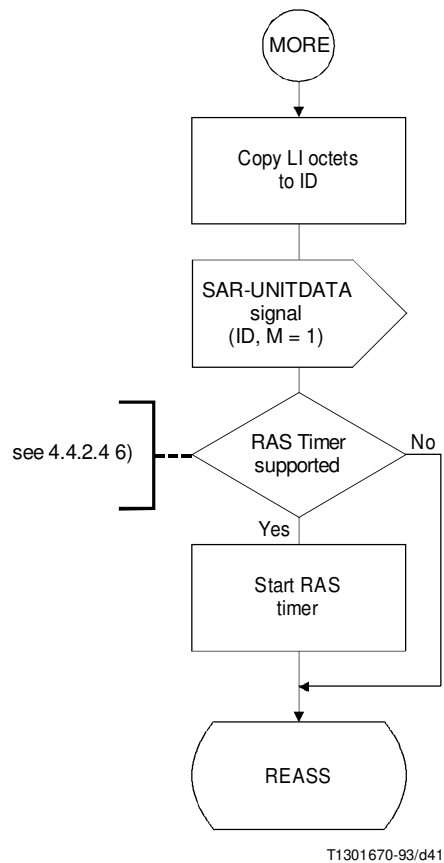 MORE
Copy LI octets
to ID
SAR-UNITDATA
signal
(ID, M = 1)
see 4.4.2.4 6)
RAS Timer
supported
No
Yes
Start RAS
timer
REASS
T1301670-93/d41